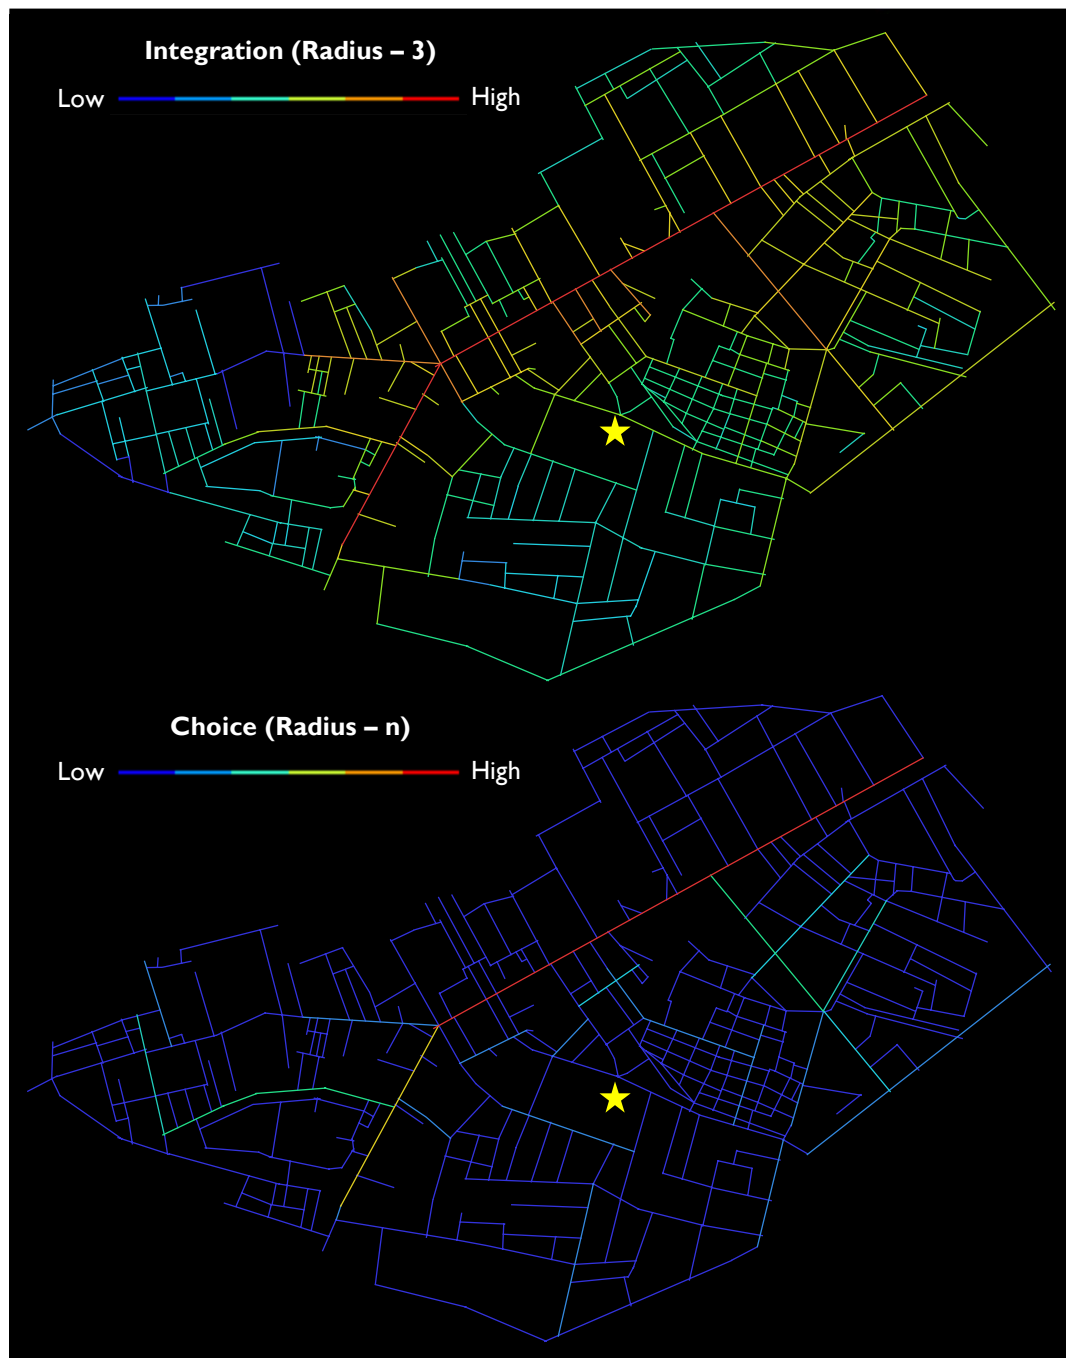 Integration (Radius – 3)
Low High
Choice (Radius – n)
Low High